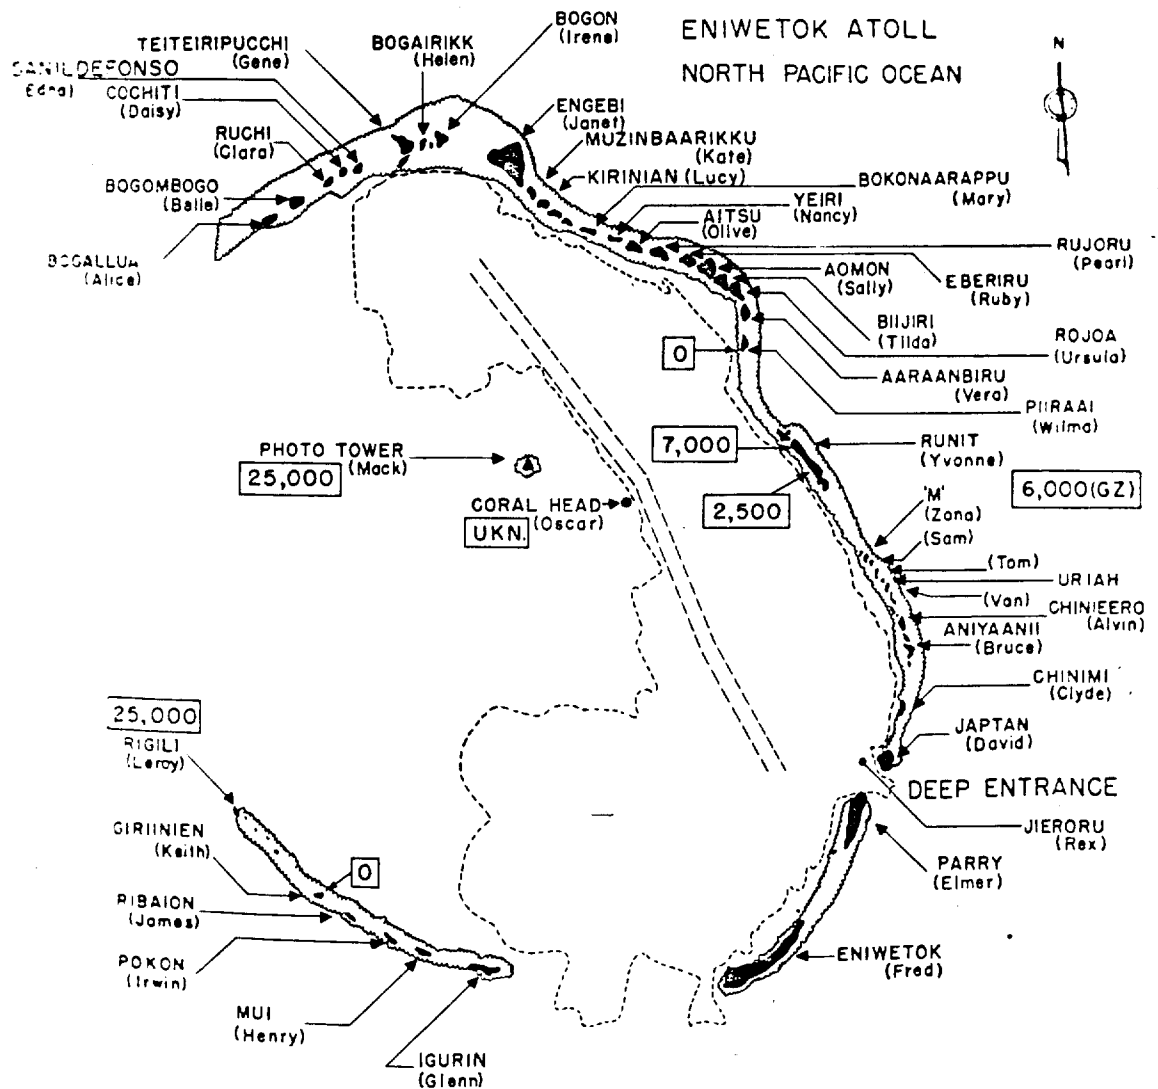 ENIWETOK ATOLL
NORTH PACIFIC OCEAN
N
BOGON
(Irene)
BOGAIRIKK
(Helen)
TEITEIRIPUCCHI
(Gene)
SANILDEFONSO
Edna)
COCHITI
(Daisy)
RUCHI
(Clara)
BOGOMBOGO
(Belle)
BOGALLUA
(Alice)
ENGEBI
(Janet)
MUZINBAARIKKU
(Kate)
KIRINIAN (Lucy)
BOKONAARAPPU
(Mary)
YEIRI
(Nancy)
AITSU
(Olive)
RUJORU
(Pearl)
EBERIRU
(Ruby)
AOMON
(Sally)
BIIJIRI
(Tilda)
ROJOA
(Ursula)
AARAANBIRU
(Vera)
PIIRAAI
(Wilma)
0
7,000
RUNIT
(Yvonne)
2,500
6,000(GZ)
PHOTO TOWER
(Mack)
25,000
CORAL HEAD
(Oscar)
UKN.
'M'
(Zona)
(Sam)
(Tom)
URIAH
(Van)
CHINIEERO
(Alvin)
ANIYAANII
(Bruce)
CHINIMI
(Clyde)
JAPTAN
(David)
DEEP ENTRANCE
JIERORU
(Rex)
PARRY
(Elmer)
ENIWETOK
(Fred)
25,000
RIGILI
(Leroy)
GIRIINIEN
(Keith)
0
RIBAION
(James)
POKON
(Irwin)
MUI
(Henry)
IGURIN
(Glenn)